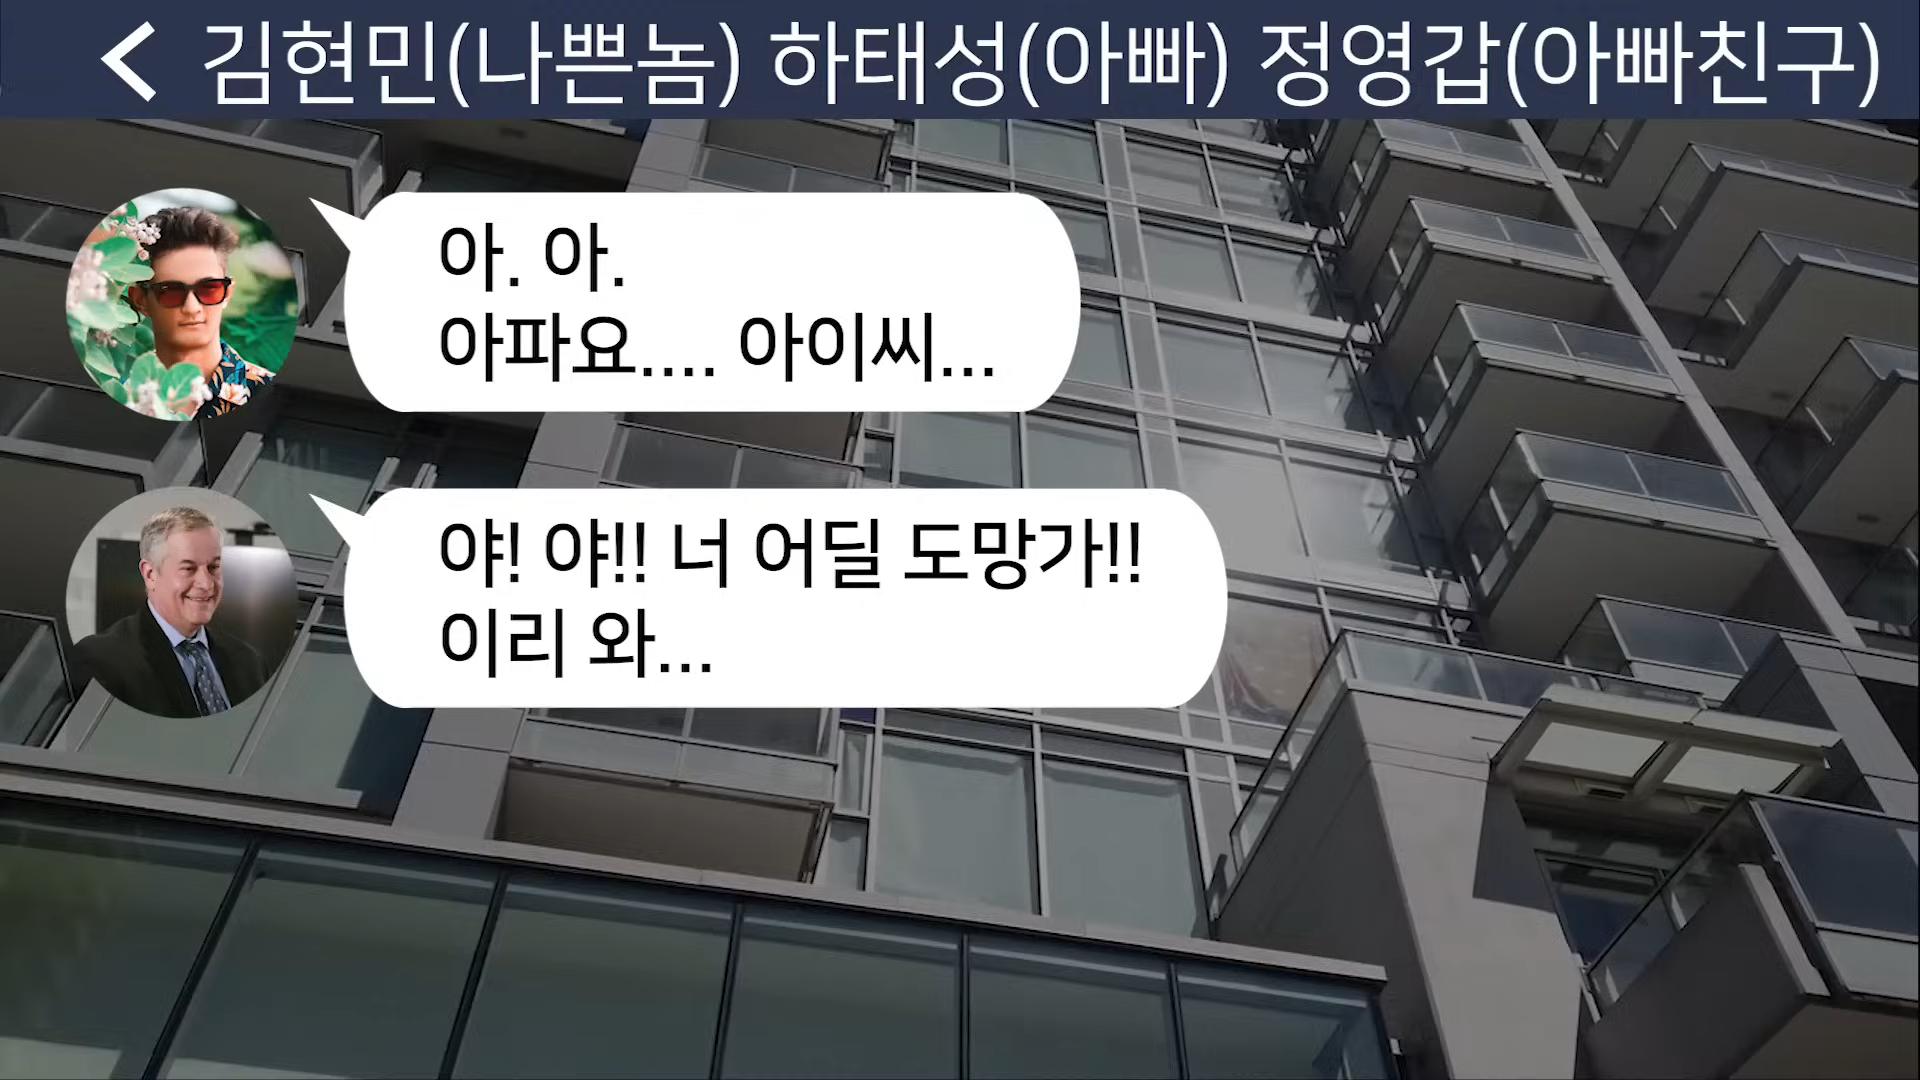 김현민(나쁜놈) 하태성(아빠) 정영갑(아빠친구)
아. 아.
아파요.... 아이씨...
야! 야!! 너 어딜 도망가!!
이리 와...